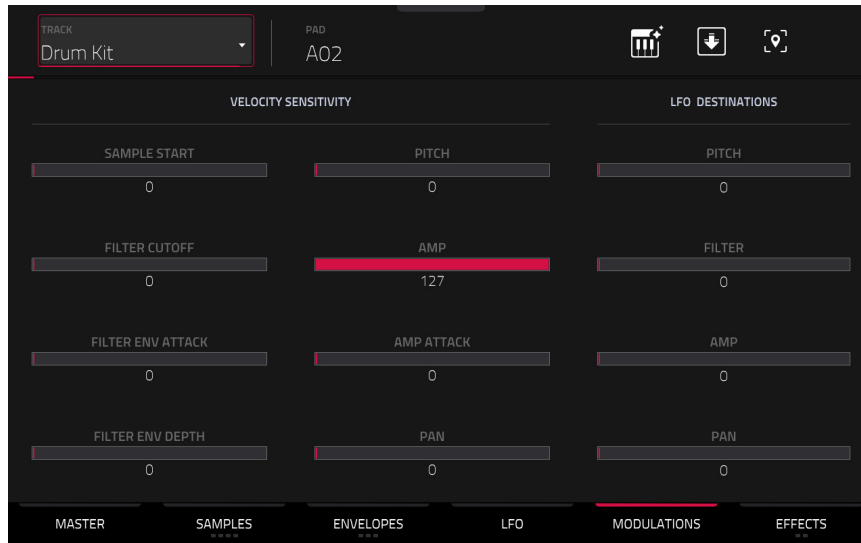 TRACK
Drum Kit
PAD
A02
VELOCITY SENSITIVITY
LFO DESTINATIONS
SAMPLE START
PITCH
PITCH
0
0
0
FILTER CUTOFF
AMP
FILTER
0
127
0
FILTER ENV ATTACK
AMP ATTACK
AMP
0
0
0
FILTER ENV DEPTH
PAN
PAN
0
0
0
MASTER
SAMPLES
ENVELOPES
LFO
MODULATIONS
EFFECTS